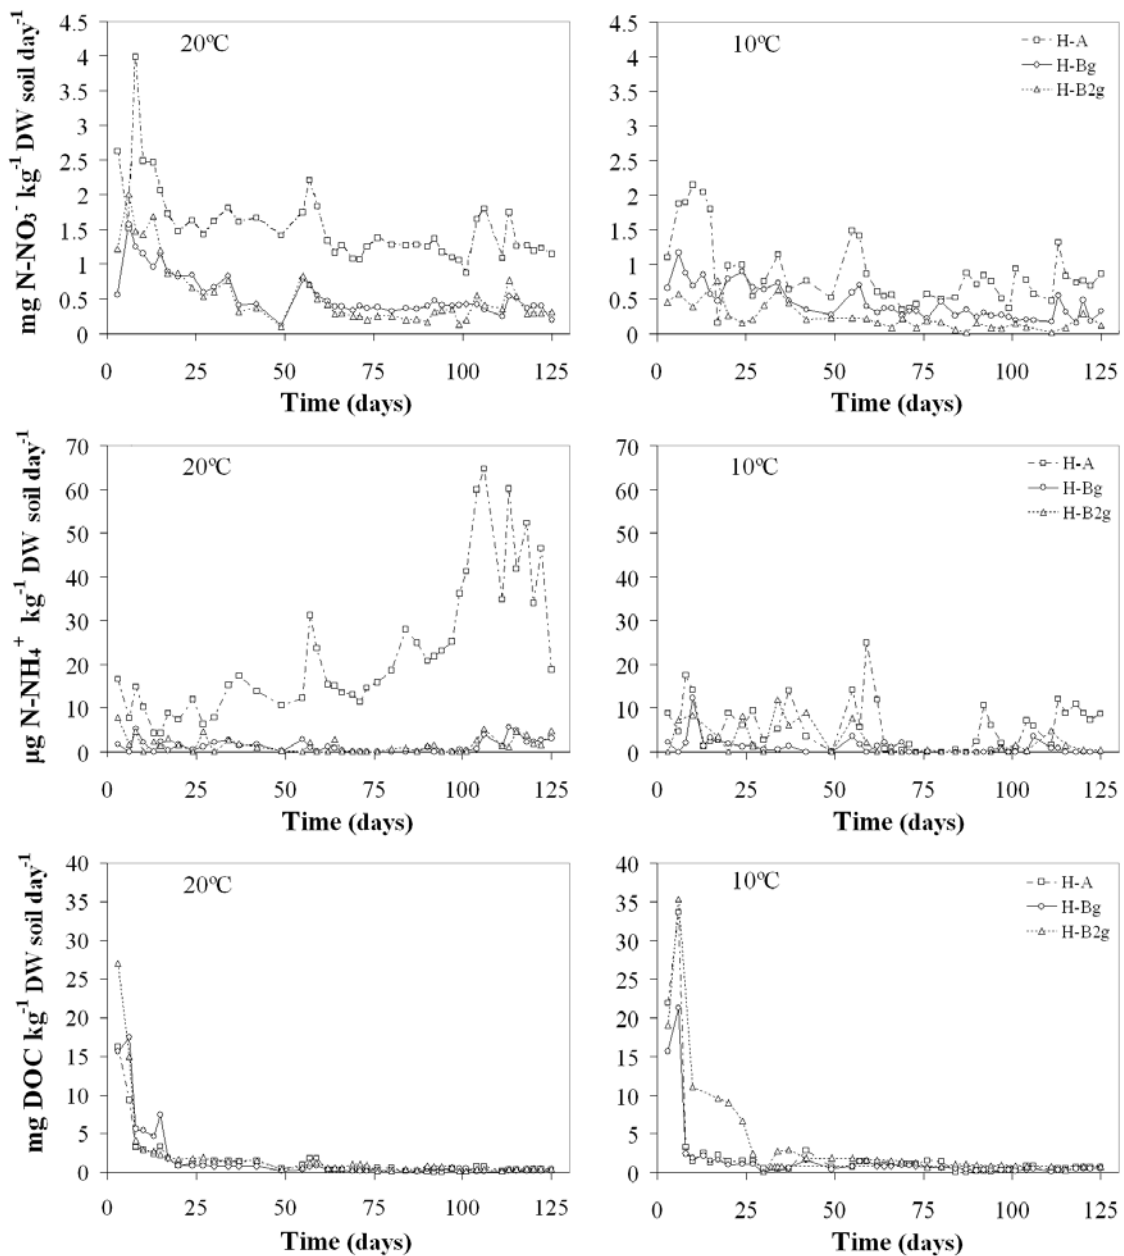 20ºC
mg N-NO₃⁻ kg⁻¹ DW soil day⁻¹
4.5
4
3.5
3
2.5
2
1.5
1
0.5
0
0 25 50 75 100 125
Time (days)
10ºC
H-A
H-Bg
H-B2g
4.5
4
3.5
3
2.5
2
1.5
1
0.5
0
0 25 50 75 100 125
Time (days)
20ºC
µg N-NH₄⁺ kg⁻¹ DW soil day⁻¹
70
60
50
40
30
20
10
0
0 25 50 75 100 125
Time (days)
10ºC
H-A
H-Bg
H-B2g
70
60
50
40
30
20
10
0
0 25 50 75 100 125
Time (days)
20ºC
mg DOC kg⁻¹ DW soil day⁻¹
40
35
30
25
20
15
10
5
0
0 25 50 75 100 125
Time (days)
10ºC
H-A
H-Bg
H-B2g
40
35
30
25
20
15
10
5
0
0 25 50 75 100 125
Time (days)